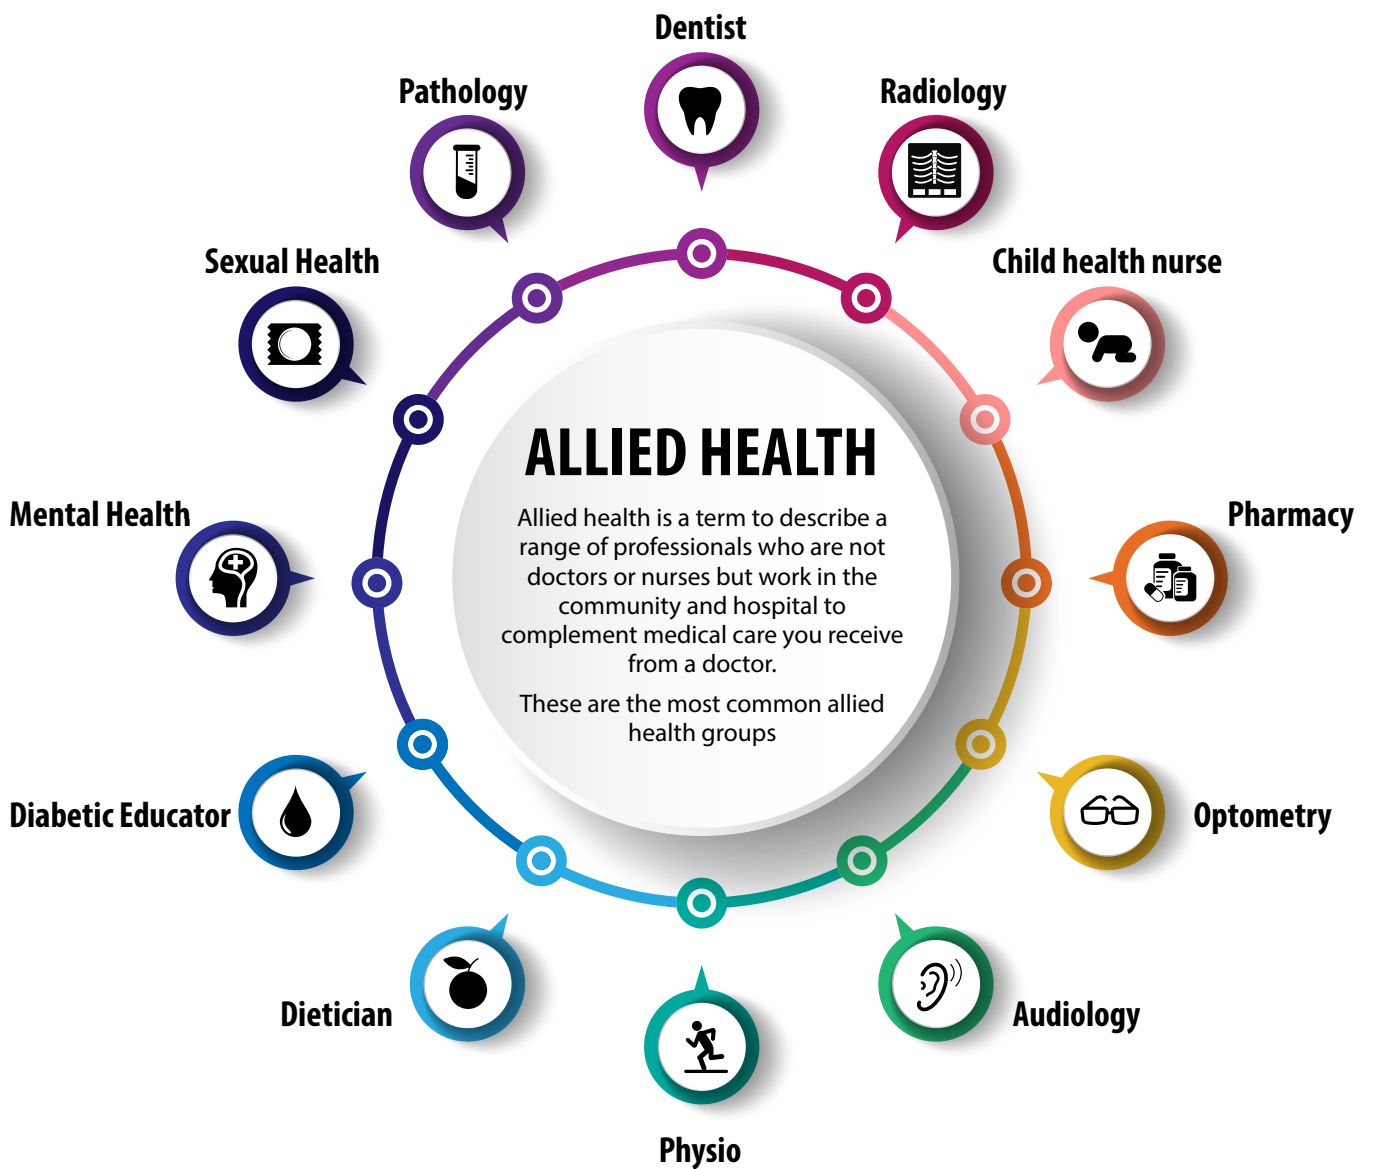 Dentist
Pathology
Radiology
Sexual Health
Child health nurse
ALLIED HEALTH
Allied health is a term to describe a
range of professionals who are not
doctors or nurses but work in the
community and hospital to
complement medical care you receive
from a doctor.
These are the most common allied
health groups
Mental Health
Pharmacy
Diabetic Educator
Optometry
Dietician
Audiology
Physio